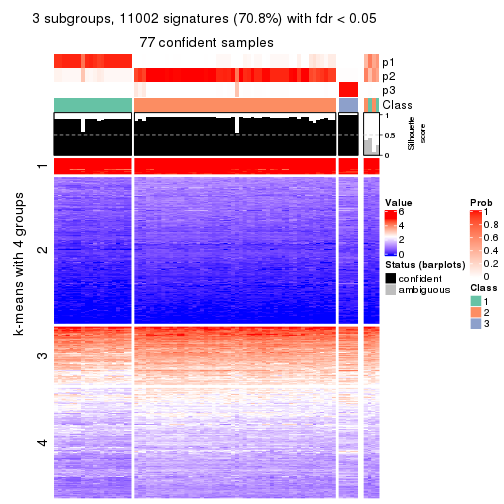 3 subgroups, 11002 signatures (70.8%) with fdr < 0.05
77 confident samples
p1
p2
p3
Class
1
0.5
0
Silhouette
score
k-means with 4 groups
1
2
3
4
Value
6
4
2
0
Status (barplots)
confident
ambiguous
Prob
1
0.8
0.6
0.4
0.2
0
Class
1
2
3